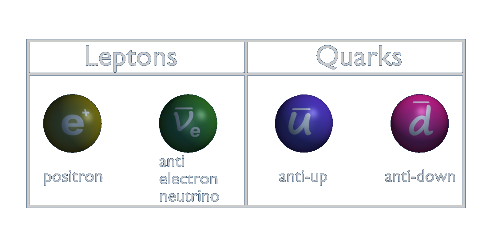 Leptons
Quarks
e+
ν̅e
u̅
d̅
positron
anti
electron
neutrino
anti-up
anti-down